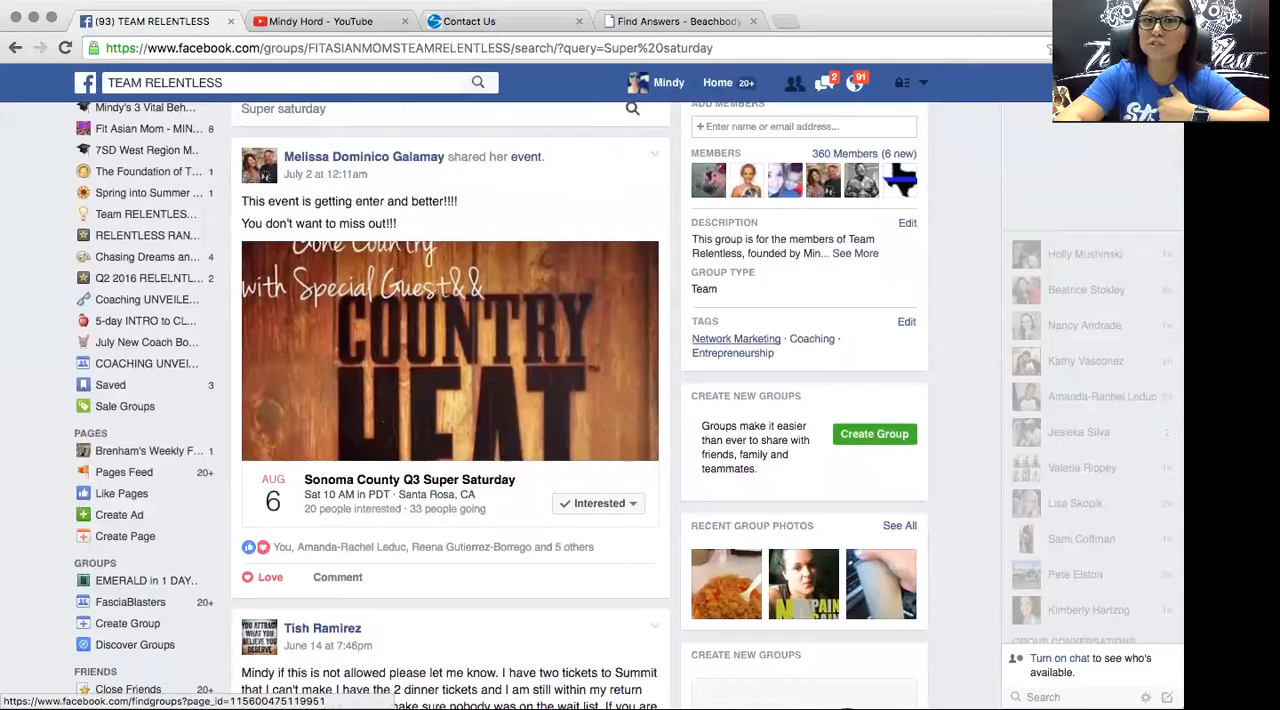 (93) TEAM RELENTLESS
Mindy Hord - YouTube
Contact Us
Find Answers - Beachbody
https://www.facebook.com/groups/FITASIANMOMSTEAMRELENTLESS/search/?query=Super%20saturday
TEAM RELENTLESS
Mindy
Home 20+
2
91
Mindy's 3 Vital Beh...
Fit Asian Mom - MIN... 8
7SD West Region M...
The Foundation of T... 1
Spring into Summer ... 1
Team RELENTLES...
RELENTLESS RAN...
Chasing Dreams an... 4
Q2 2016 RELENTL... 2
Coaching UNVEILE...
5-day INTRO to CL...
July New Coach Bo...
COACHING UNVEI...
Saved 3
Sale Groups
PAGES
Brenham's Weekly F... 1
Pages Feed 20+
Like Pages
Create Ad
Create Page
GROUPS
EMERALD in 1 DAY...
FasciaBlasters 20+
Create Group
Discover Groups
FRIENDS
Close Friends 20+
https://www.facebook.com/findgroups?page_id=115600475119951
Super saturday
Melissa Dominico Galamay shared her event.
July 2 at 12:11am
This event is getting enter and better!!!!
You don't want to miss out!!!
Gone Country
with Special Guest&&
COUNTRY
HEAT
AUG
6
Sonoma County Q3 Super Saturday
Sat 10 AM in PDT · Santa Rosa, CA
20 people interested · 33 people going
Interested
You, Amanda-Rachel Leduc, Reena Gutierrez-Borrego and 5 others
Love Comment
Tish Ramirez
June 14 at 7:46pm
YOU ATTRACT
WHAT YOU
BELIEVE YOU
DESERVE
Mindy if this is not allowed please let me know. I have two tickets to Summit
that I can't make I have the 2 dinner tickets and I am still within my return
make sure nobody was on the wait list. If you are
ADD MEMBERS
+Enter name or email address...
MEMBERS 360 Members (6 new)
DESCRIPTION Edit
This group is for the members of Team
Relentless, founded by Min... See More
GROUP TYPE
Team
TAGS Edit
Network Marketing · Coaching ·
Entrepreneurship
CREATE NEW GROUPS
Groups make it easier
than ever to share with
friends, family and
teammates.
Create Group
RECENT GROUP PHOTOS See All
CREATE NEW GROUPS
Holly Mushinski
Beatrice Stokley
Nancy Andrade
Kathy Vasconez
Amanda-Rachel Leduc
Jesieka Silva
Valerie Rippey
Lisa Skopik
Sami Coffman
Pete Elston
Kimberly Hartzog
GROUP CONVERSATIONS
Turn on chat to see who's
available.
Search